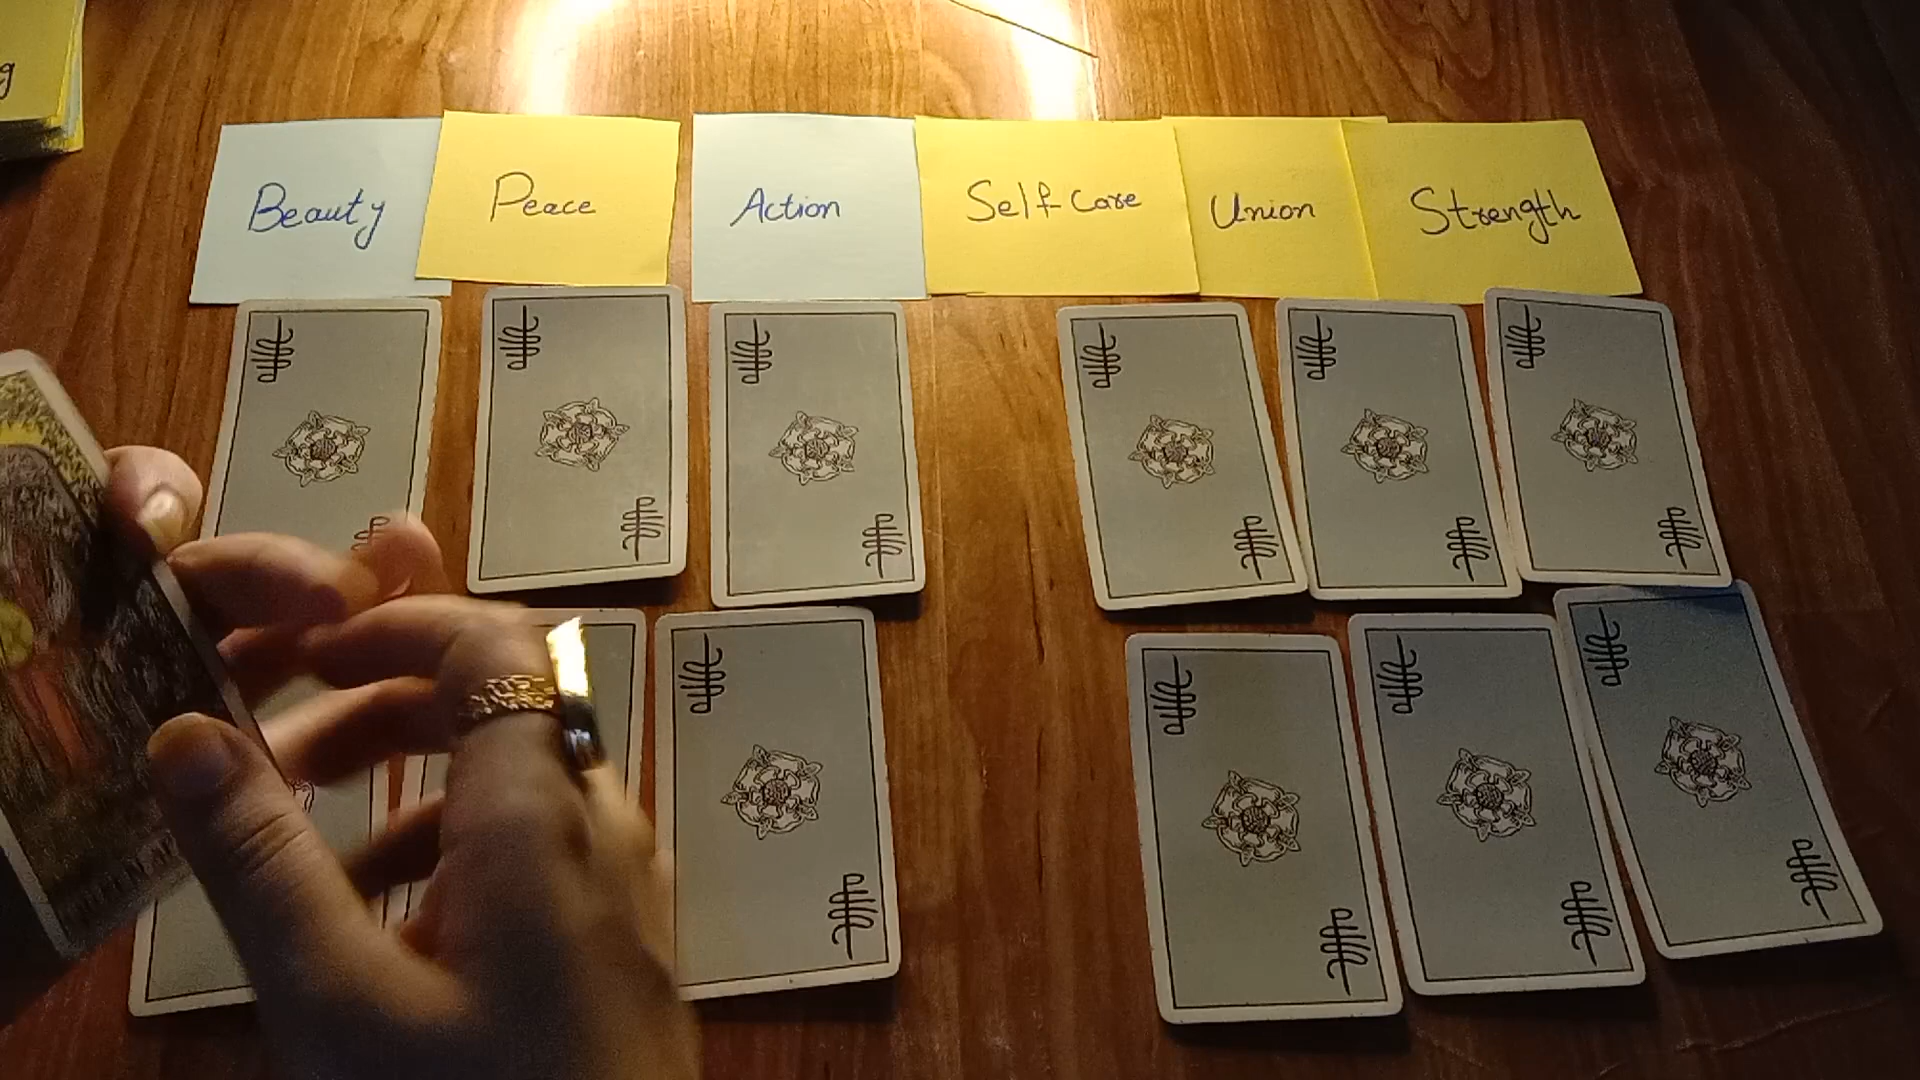 Beauty
Peace
Action
Self Care
Union
Strength